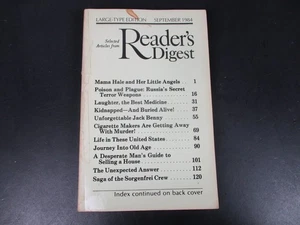 LARGE-TYPE EDITION SEPTEMBER 1984
Selected
Articles from
Reader's
Digest
Mama Hale and Her Little Angels 1
Poison and Plague: Russia's Secret
Terror Weapons 16
Laughter, the Best Medicine 31
Kidnapped—And Buried Alive! 37
Unforgettable Jack Benny 55
Cigarette Makers Are Getting Away
With Murder! 69
Life in These United States 84
Journey Into Old Age 90
A Desperate Man's Guide to
Selling a House 101
The Unexpected Answer 112
Saga of the Sorgenfrei Crew 120
Index continued on back cover